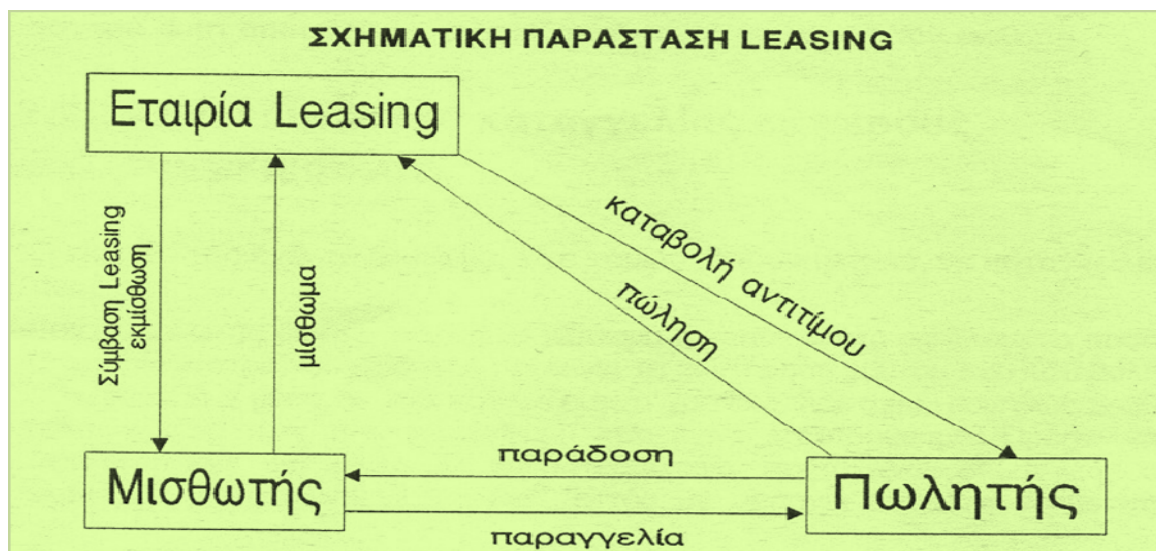 ΣΧΗΜΑΤΙΚΗ ΠΑΡΑΣΤΑΣΗ LEASING
Εταιρία Leasing
Σύμβαση Leasing
εκμίσθωση
μίσθωμα
καταβολή αντιτίμου
πώληση
παράδοση
Μισθωτής
Πωλητής
παραγγελία